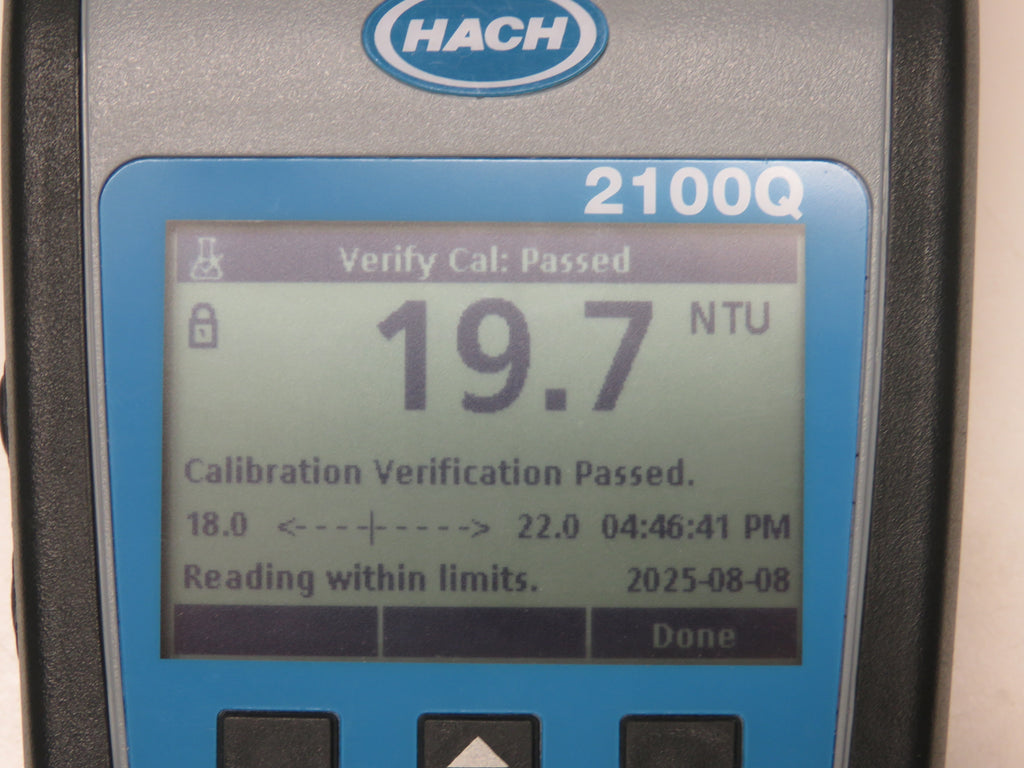 HACH
2100Q
Verify Cal: Passed
19.7 NTU
Calibration Verification Passed.
18.0 <----|-----> 22.0 04:46:41 PM
Reading within limits. 2025-08-08
Done